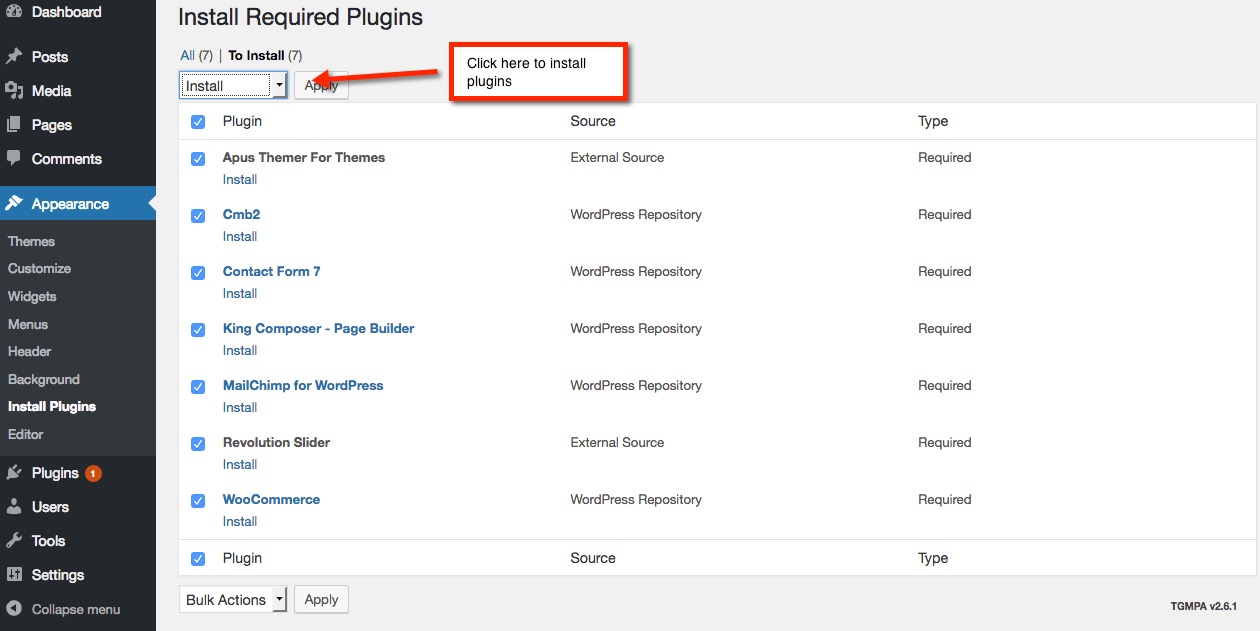 Dashboard
Posts
Media
Pages
Comments
Appearance
Themes
Customize
Widgets
Menus
Header
Background
Install Plugins
Editor
Plugins 1
Users
Tools
Settings
Collapse menu
Install Required Plugins
All (7) | To Install (7)
Install Apply
Click here to install
plugins
Plugin Source Type
Apus Themer For Themes External Source Required
Install
Cmb2 WordPress Repository Required
Install
Contact Form 7 WordPress Repository Required
Install
King Composer - Page Builder WordPress Repository Required
Install
MailChimp for WordPress WordPress Repository Required
Install
Revolution Slider External Source Required
Install
WooCommerce WordPress Repository Required
Install
Plugin Source Type
Bulk Actions Apply
TGMPA v2.6.1